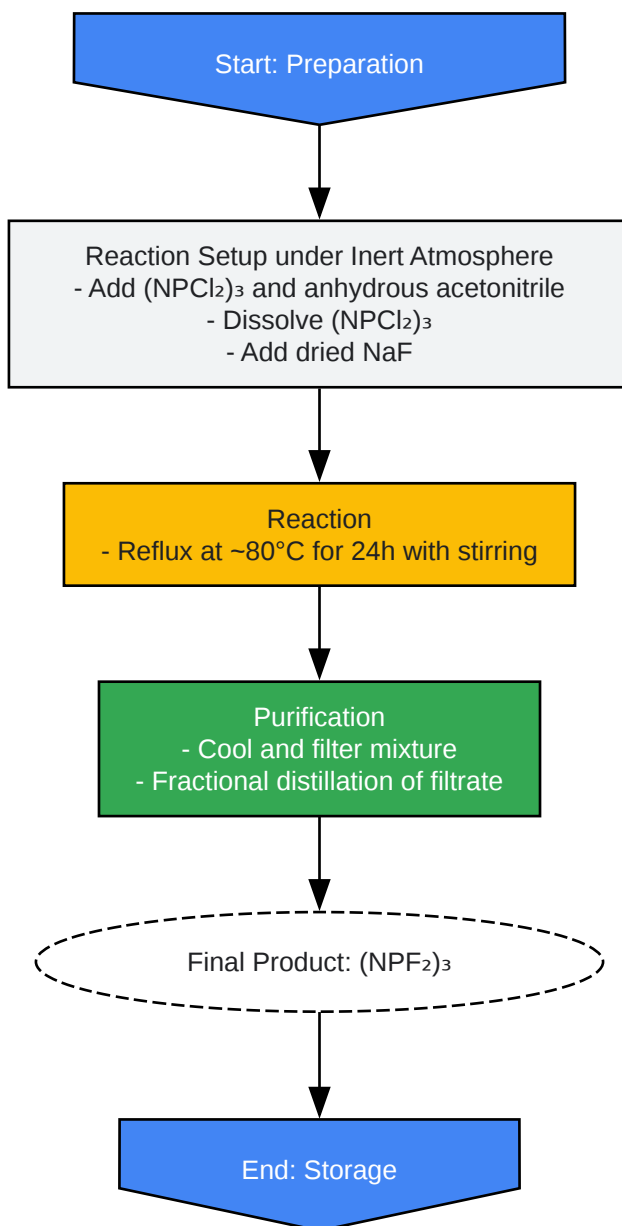 Start: Preparation
Reaction Setup under Inert Atmosphere
- Add (NPCl₂)₃ and anhydrous acetonitrile
- Dissolve (NPCl₂)₃
- Add dried NaF
Reaction
- Reflux at ~80°C for 24h with stirring
Purification
- Cool and filter mixture
- Fractional distillation of filtrate
Final Product: (NPF₂)₃
End: Storage